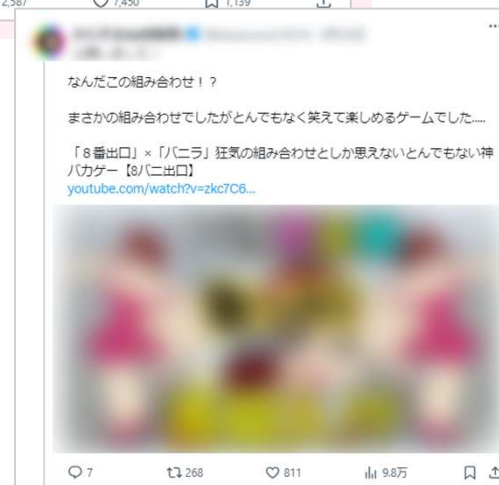 2,587 7,450 1,139
なんだこの組み合わせ！？
まさかの組み合わせでしたがとんでもなく笑えて楽しめるゲームでした.....
「８番出口」×「バニラ」狂気の組み合わせとしか思えないとんでもない神
バカゲー【8バニ出口】
youtube.com/watch?v=zkc7C6...
7 268 811 9.8万